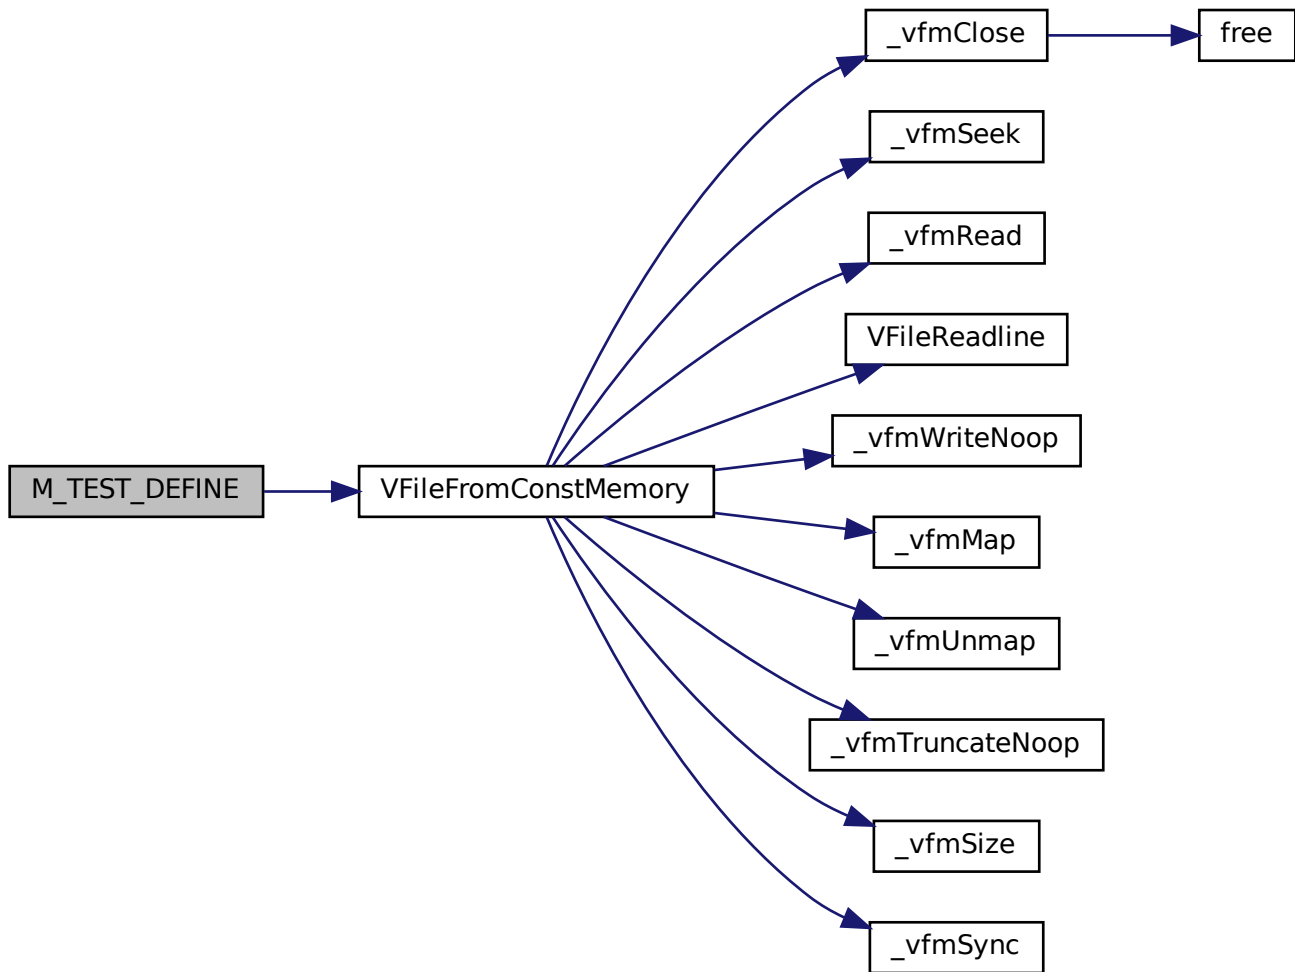 _vfmClose
free
_vfmSeek
_vfmRead
VFileReadline
_vfmWriteNoop
M_TEST_DEFINE
VFileFromConstMemory
_vfmMap
_vfmUnmap
_vfmTruncateNoop
_vfmSize
_vfmSync